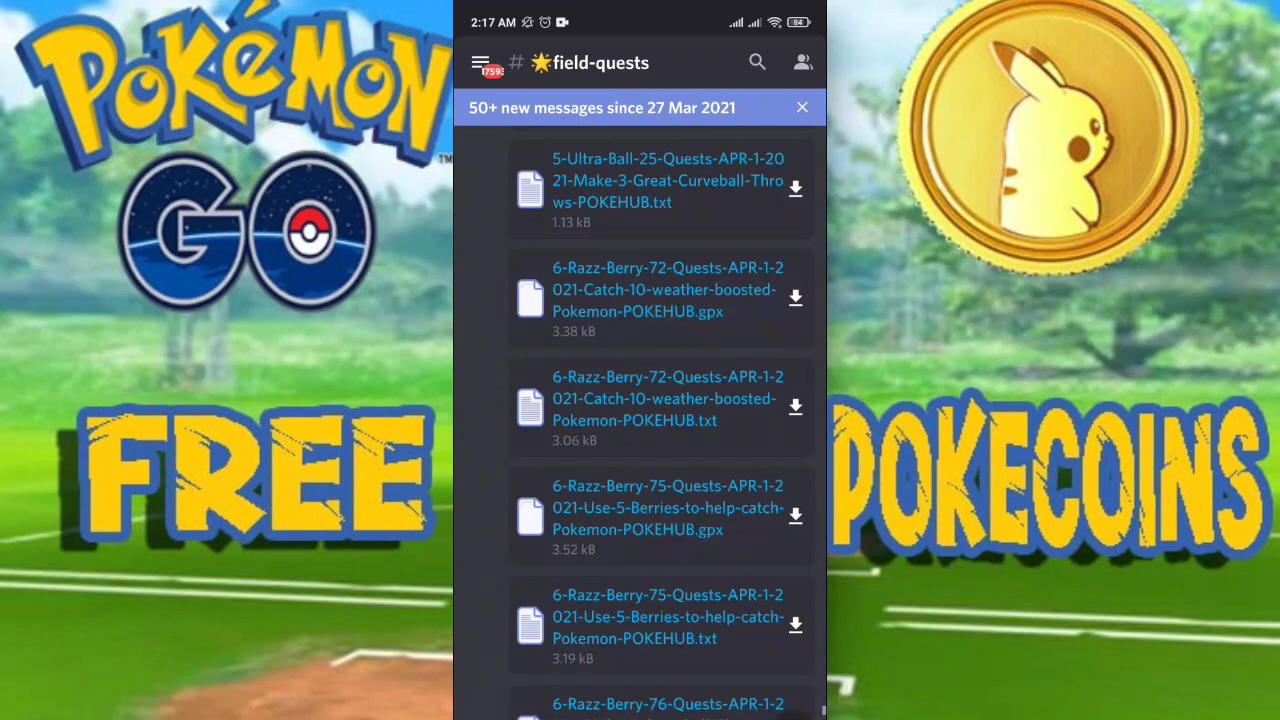 POKÉMON
TM
GO
FREE
2:17 AM
84
17593
# 🌟field-quests
50+ new messages since 27 Mar 2021
5-Ultra-Ball-25-Quests-APR-1-20
21-Make-3-Great-Curveball-Thro
ws-POKEHUB.txt
1.13 kB
6-Razz-Berry-72-Quests-APR-1-2
021-Catch-10-weather-boosted-
Pokemon-POKEHUB.gpx
3.38 kB
6-Razz-Berry-72-Quests-APR-1-2
021-Catch-10-weather-boosted-
Pokemon-POKEHUB.txt
3.06 kB
6-Razz-Berry-75-Quests-APR-1-2
021-Use-5-Berries-to-help-catch-
Pokemon-POKEHUB.gpx
3.52 kB
6-Razz-Berry-75-Quests-APR-1-2
021-Use-5-Berries-to-help-catch-
Pokemon-POKEHUB.txt
3.19 kB
6-Razz-Berry-76-Quests-APR-1-2
POKECOINS